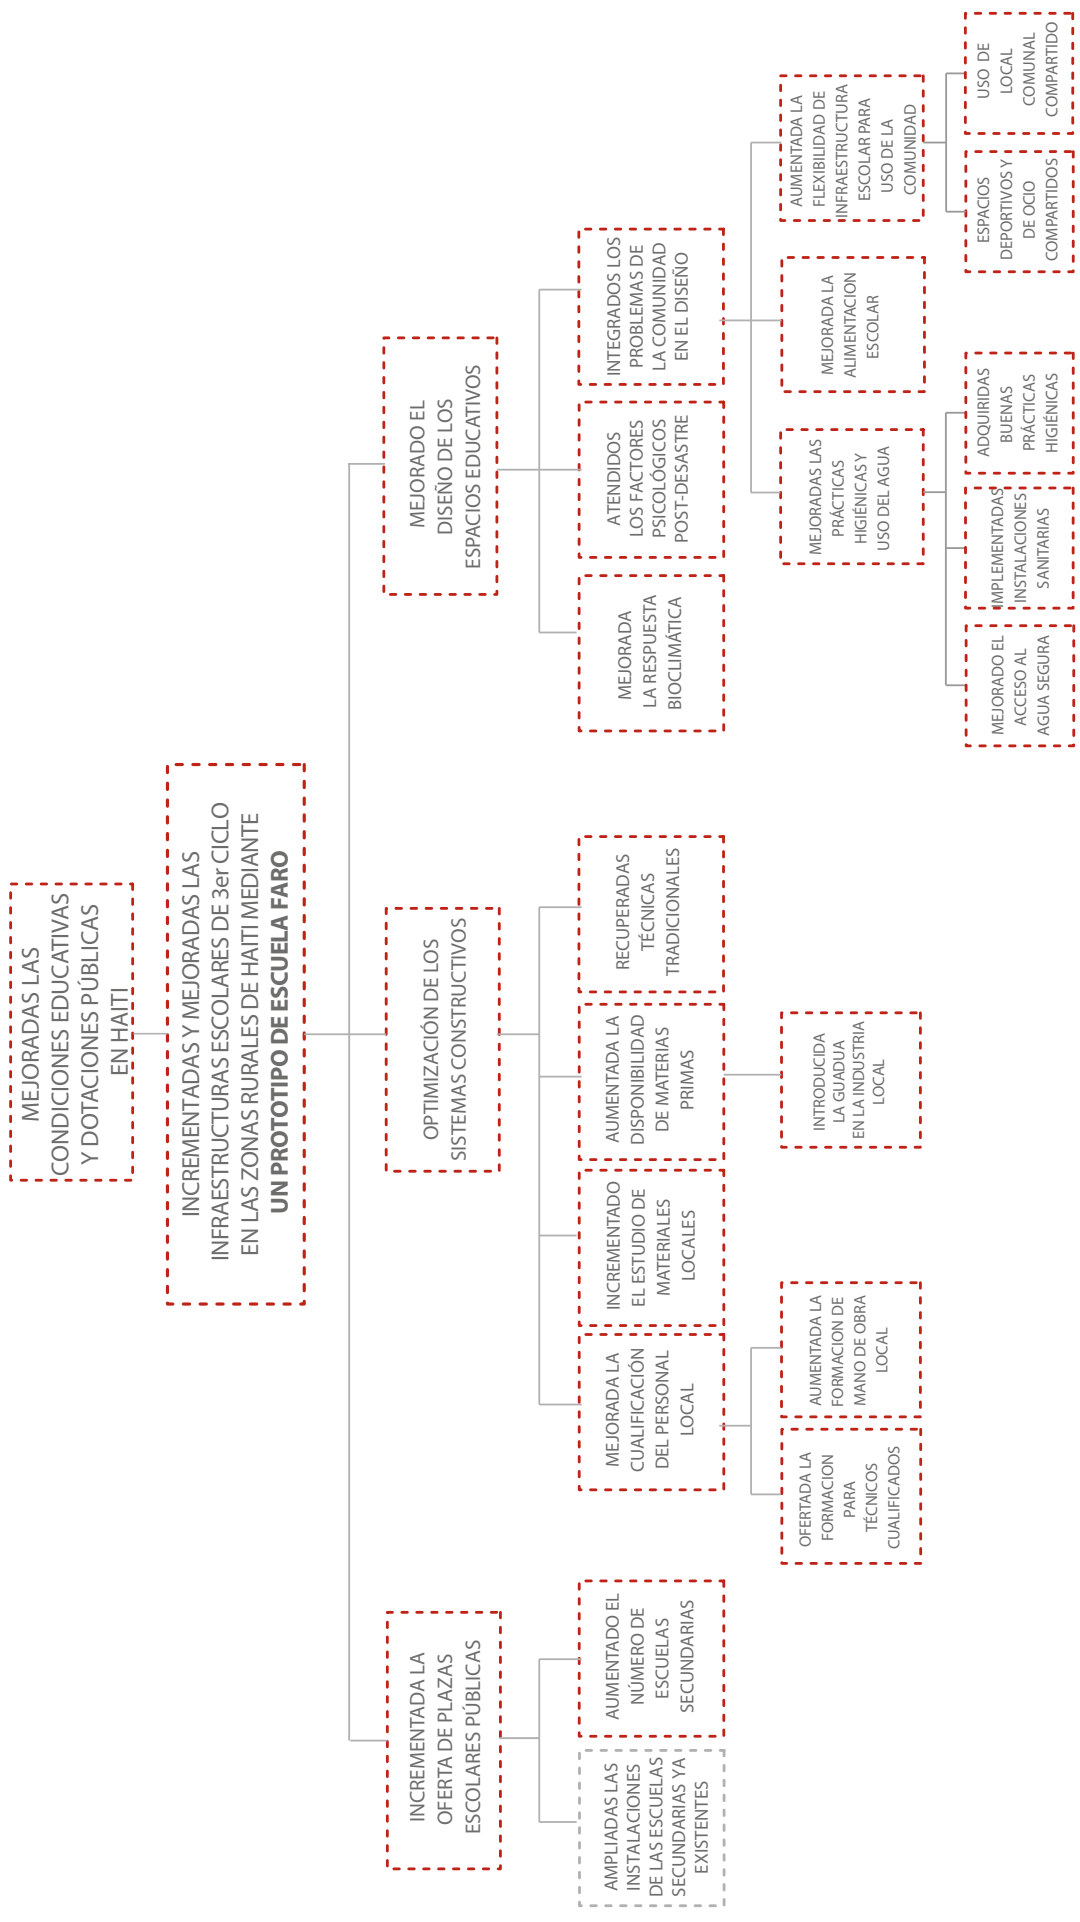 MEJORADAS LAS
CONDICIONES EDUCATIVAS
Y DOTACIONES PÚBLICAS
EN HAITI
INCREMENTADAS Y MEJORADAS LAS
INFRAESTRUCTURAS ESCOLARES DE 3er CICLO
EN LAS ZONAS RURALES DE HAITI MEDIANTE
UN PROTOTIPO DE ESCUELA FARO
INCREMENTADA LA
OFERTA DE PLAZAS
ESCOLARES PÚBLICAS
OPTIMIZACIÓN DE LOS
SISTEMAS CONSTRUCTIVOS
MEJORADO EL
DISEÑO DE LOS
ESPACIOS EDUCATIVOS
AMPLIADAS LAS
INSTALACIONES
DE LAS ESCUELAS
SECUNDARIAS YA
EXISTENTES
AUMENTADO EL
NÚMERO DE
ESCUELAS
SECUNDARIAS
MEJORADA LA
CUALIFICACIÓN
DEL PERSONAL
LOCAL
INCREMENTADO
EL ESTUDIO DE
MATERIALES
LOCALES
AUMENTADA LA
DISPONIBILIDAD
DE MATERIAS
PRIMAS
RECUPERADAS
TÉCNICAS
TRADICIONALES
MEJORADA
LA RESPUESTA
BIOCLIMÁTICA
ATENDIDOS
LOS FACTORES
PSICOLÓGICOS
POST-DESASTRE
INTEGRADOS LOS
PROBLEMAS DE
LA COMUNIDAD
EN EL DISEÑO
OFERTADA LA
FORMACION
PARA
TÉCNICOS
CUALIFICADOS
AUMENTADA LA
FORMACION DE
MANO DE OBRA
LOCAL
INTRODUCIDA
LA GUADUA
EN LA INDUSTRIA
LOCAL
MEJORADAS LAS
PRÁCTICAS
HIGIÉNICAS Y
USO DEL AGUA
MEJORADA LA
ALIMENTACION
ESCOLAR
AUMENTADA LA
FLEXIBILIDAD DE
INFRAESTRUCTURA
ESCOLAR PARA
USO DE LA
COMUNIDAD
MEJORADO EL
ACCESO AL
AGUA SEGURA
IMPLEMENTADAS
INSTALACIONES
SANITARIAS
ADQUIRIDAS
BUENAS
PRÁCTICAS
HIGIÉNICAS
ESPACIOS
DEPORTIVOS Y
DE OCIO
COMPARTIDOS
USO DE
LOCAL
COMUNAL
COMPARTIDO